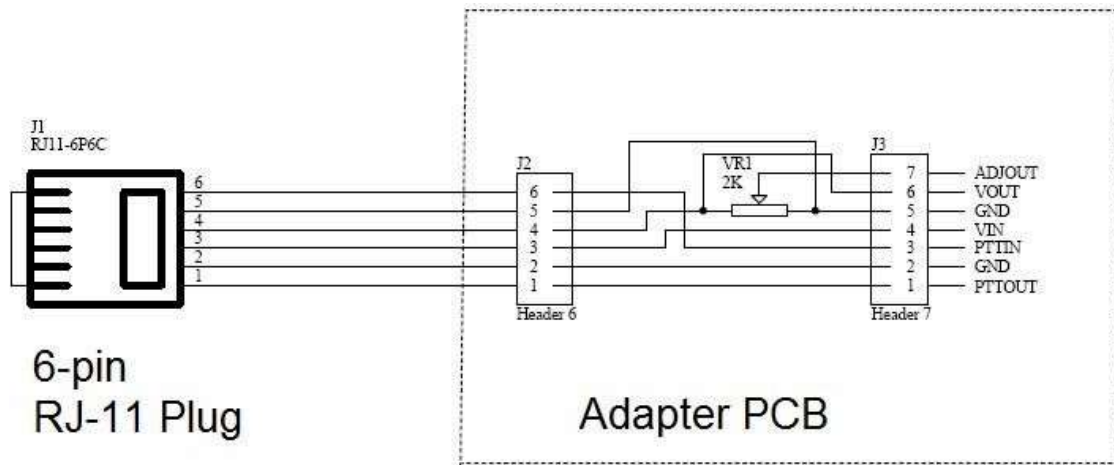 J1
RJ11-6P6C
6
5
4
3
2
1
6-pin
RJ-11 Plug
J2
6
5
4
3
2
1
Header 6
VR1
2K
J3
7
6
5
4
3
2
1
Header 7
ADJOUT
VOUT
GND
VIN
PTTIN
GND
PTTOUT
Adapter PCB